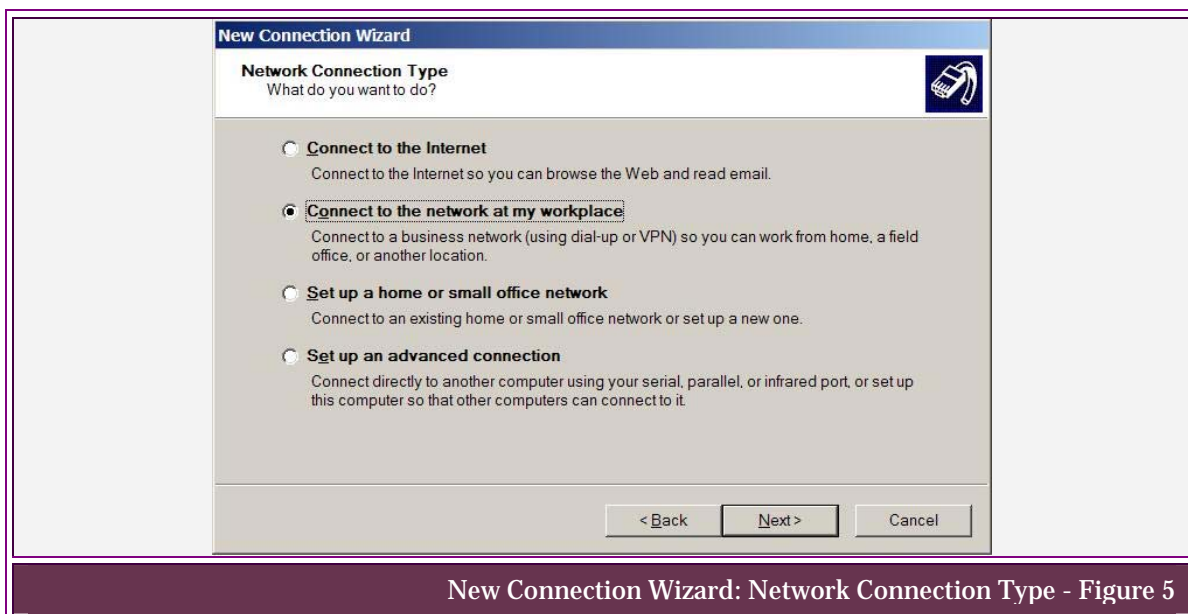 New Connection Wizard
Network Connection Type
What do you want to do?
Connect to the Internet
Connect to the Internet so you can browse the Web and read email.
Connect to the network at my workplace
Connect to a business network (using dial-up or VPN) so you can work from home, a field
office, or another location.
Set up a home or small office network
Connect to an existing home or small office network or set up a new one.
Set up an advanced connection
Connect directly to another computer using your serial, parallel, or infrared port, or set up
this computer so that other computers can connect to it.
< Back
Next >
Cancel
New Connection Wizard: Network Connection Type - Figure 5